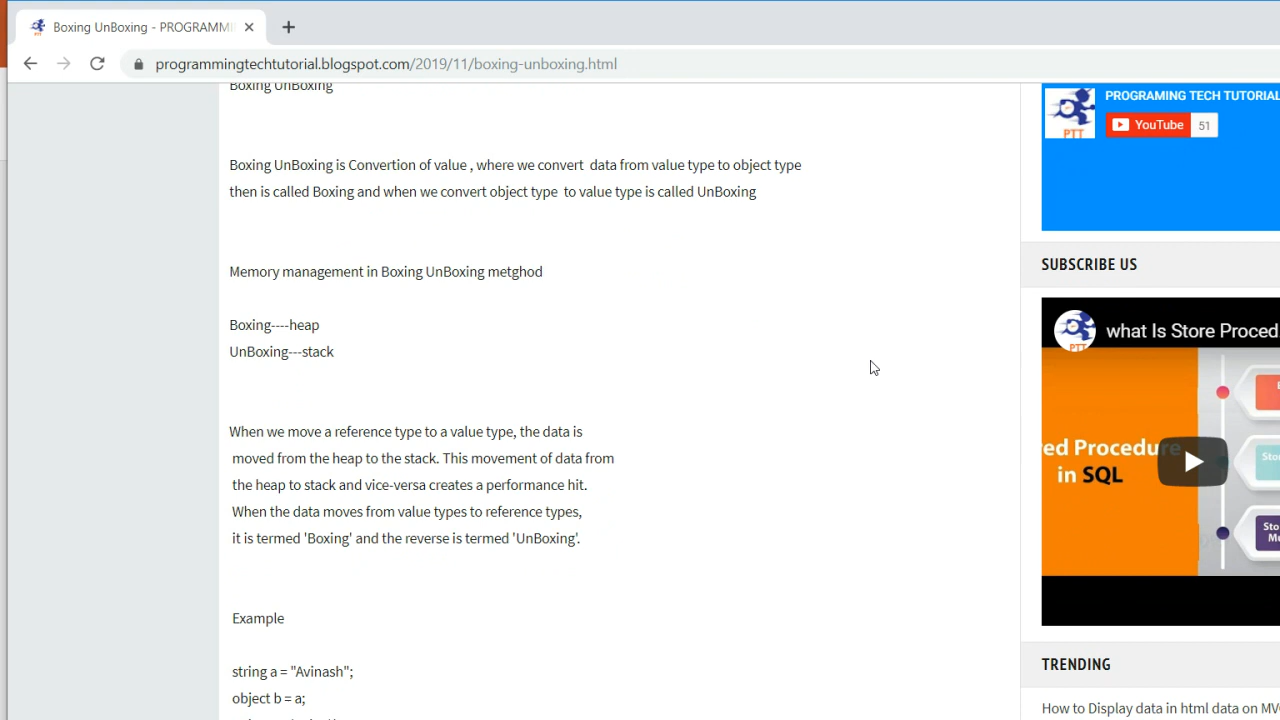 Boxing UnBoxing - PROGRAMMI
programmingtechtutorial.blogspot.com/2019/11/boxing-unboxing.html
Boxing UnBoxing
Boxing UnBoxing is Convertion of value , where we convert  data from value type to object type
then is called Boxing and when we convert object type  to value type is called UnBoxing
Memory management in Boxing UnBoxing metghod
Boxing----heap
UnBoxing---stack
When we move a reference type to a value type, the data is
moved from the heap to the stack. This movement of data from
the heap to stack and vice-versa creates a performance hit.
When the data moves from value types to reference types,
it is termed 'Boxing' and the reverse is termed 'UnBoxing'.
Example
string a = "Avinash";
object b = a;
PTT
PROGRAMING TECH TUTORIAL
YouTube 51
SUBSCRIBE US
PTT
what Is Store Proced
ed Procedure
in SQL
Sto
Sto
Mu
TRENDING
How to Display data in html data on MV